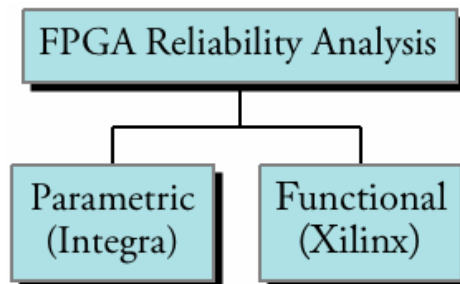 FPGA Reliability Analysis
Parametric
(Integra)
Functional
(Xilinx)